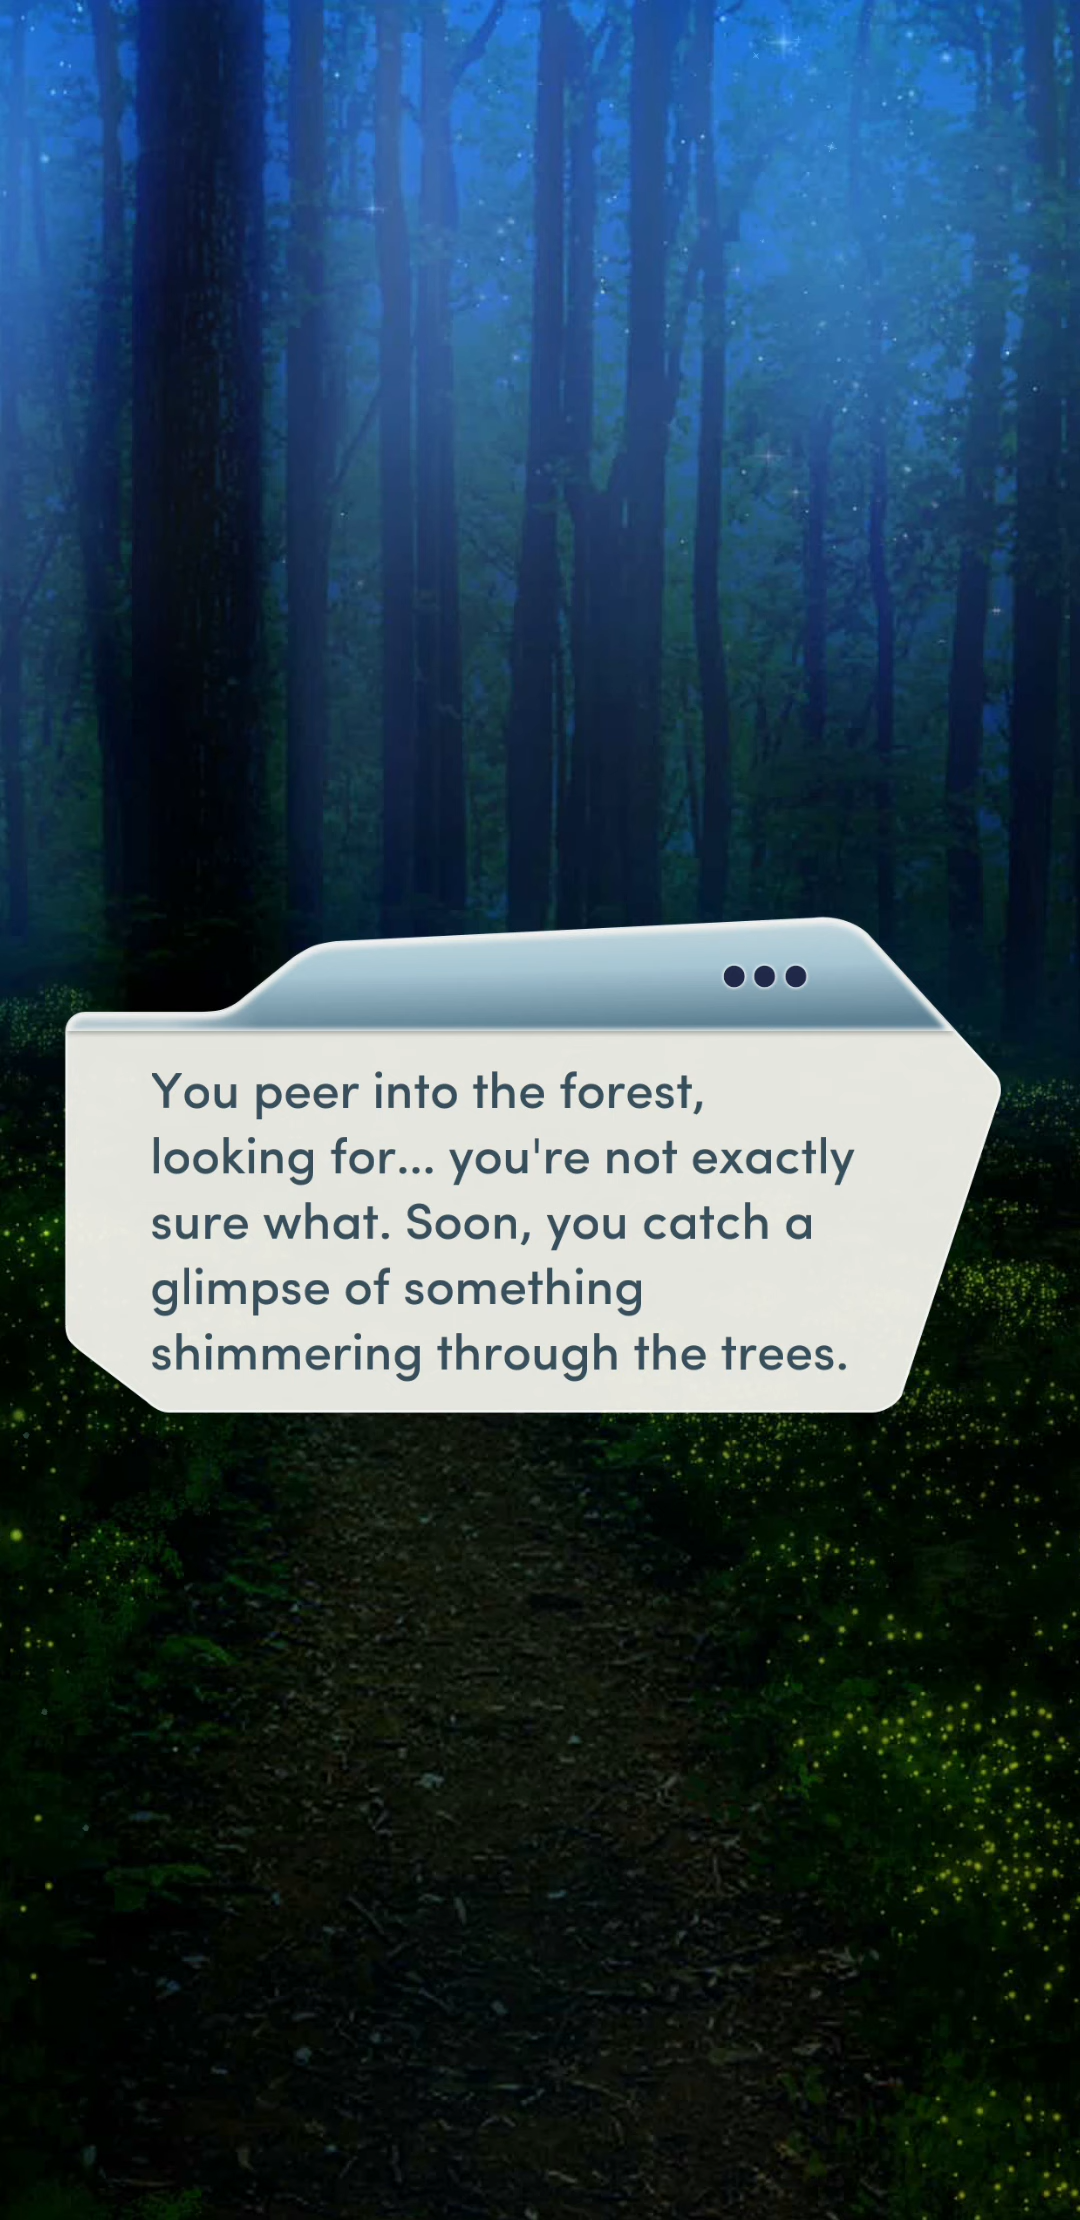 You peer into the forest,
looking for... you're not exactly
sure what. Soon, you catch a
glimpse of something
shimmering through the trees.